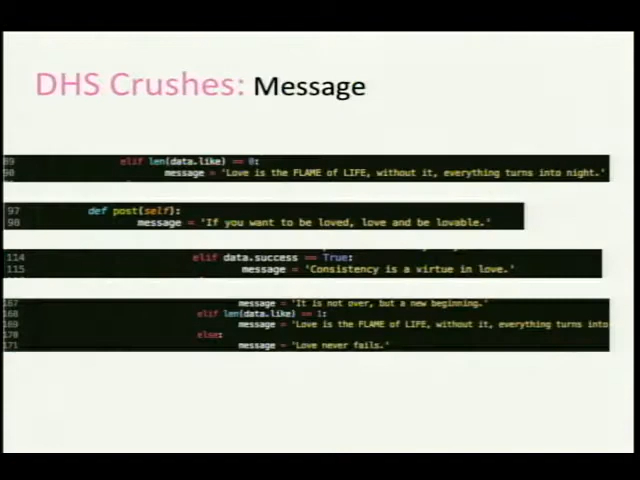 DHS Crushes: Message
89 elif len(data.like) == 0:
90 message = 'Love is the FLAME of LIFE, without it, everything turns into night.'
97 def post(self):
98 message = 'If you want to be loved, love and be lovable.'
114 elif data.success == True:
115 message = 'Consistency is a virtue in love.'
167 message = 'It is not over, but a new beginning.'
168 elif len(data.like) == 1:
169 message = 'Love is the FLAME of LIFE, without it, everything turns into
170 else:
171 message = 'Love never fails.'